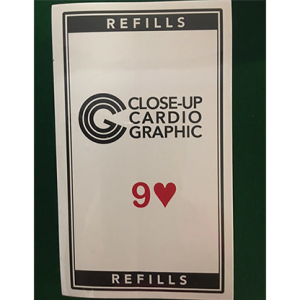 REFILLS
CLOSE-UP
CARDIO
GRAPHIC
9♥
REFILLS